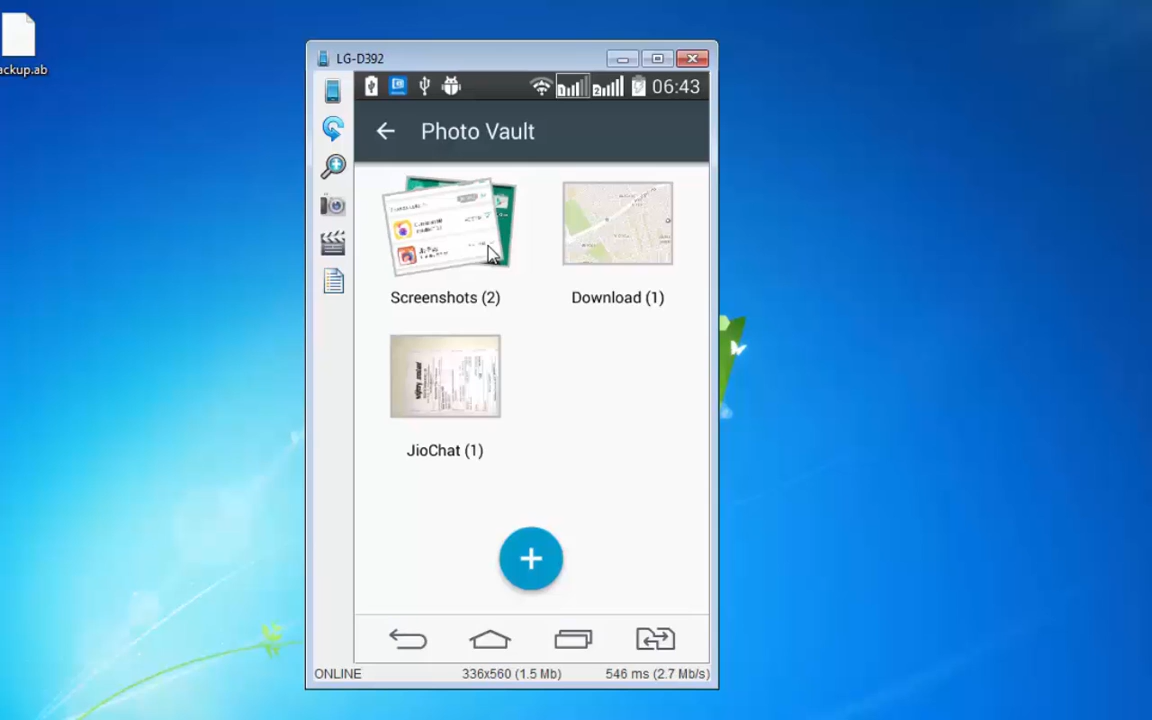 ackup.ab
LG-D392
06:43
Photo Vault
Screenshots (2)
Download (1)
JioChat (1)
ONLINE
336x560 (1.5 Mb)
546 ms (2.7 Mb/s)